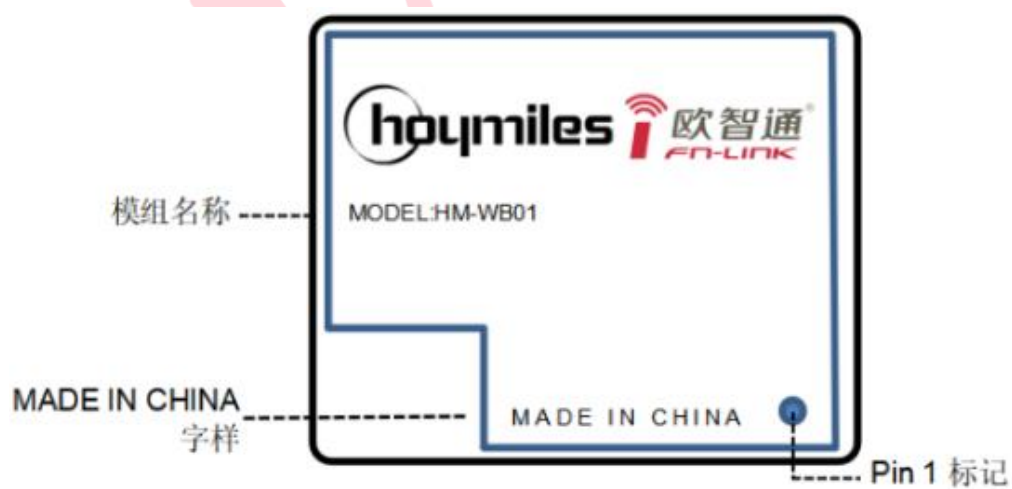 hoymiles 欧智通®
FN-LINK
模组名称
MODEL:HM-WB01
MADE IN CHINA
字样
MADE IN CHINA
Pin 1 标记